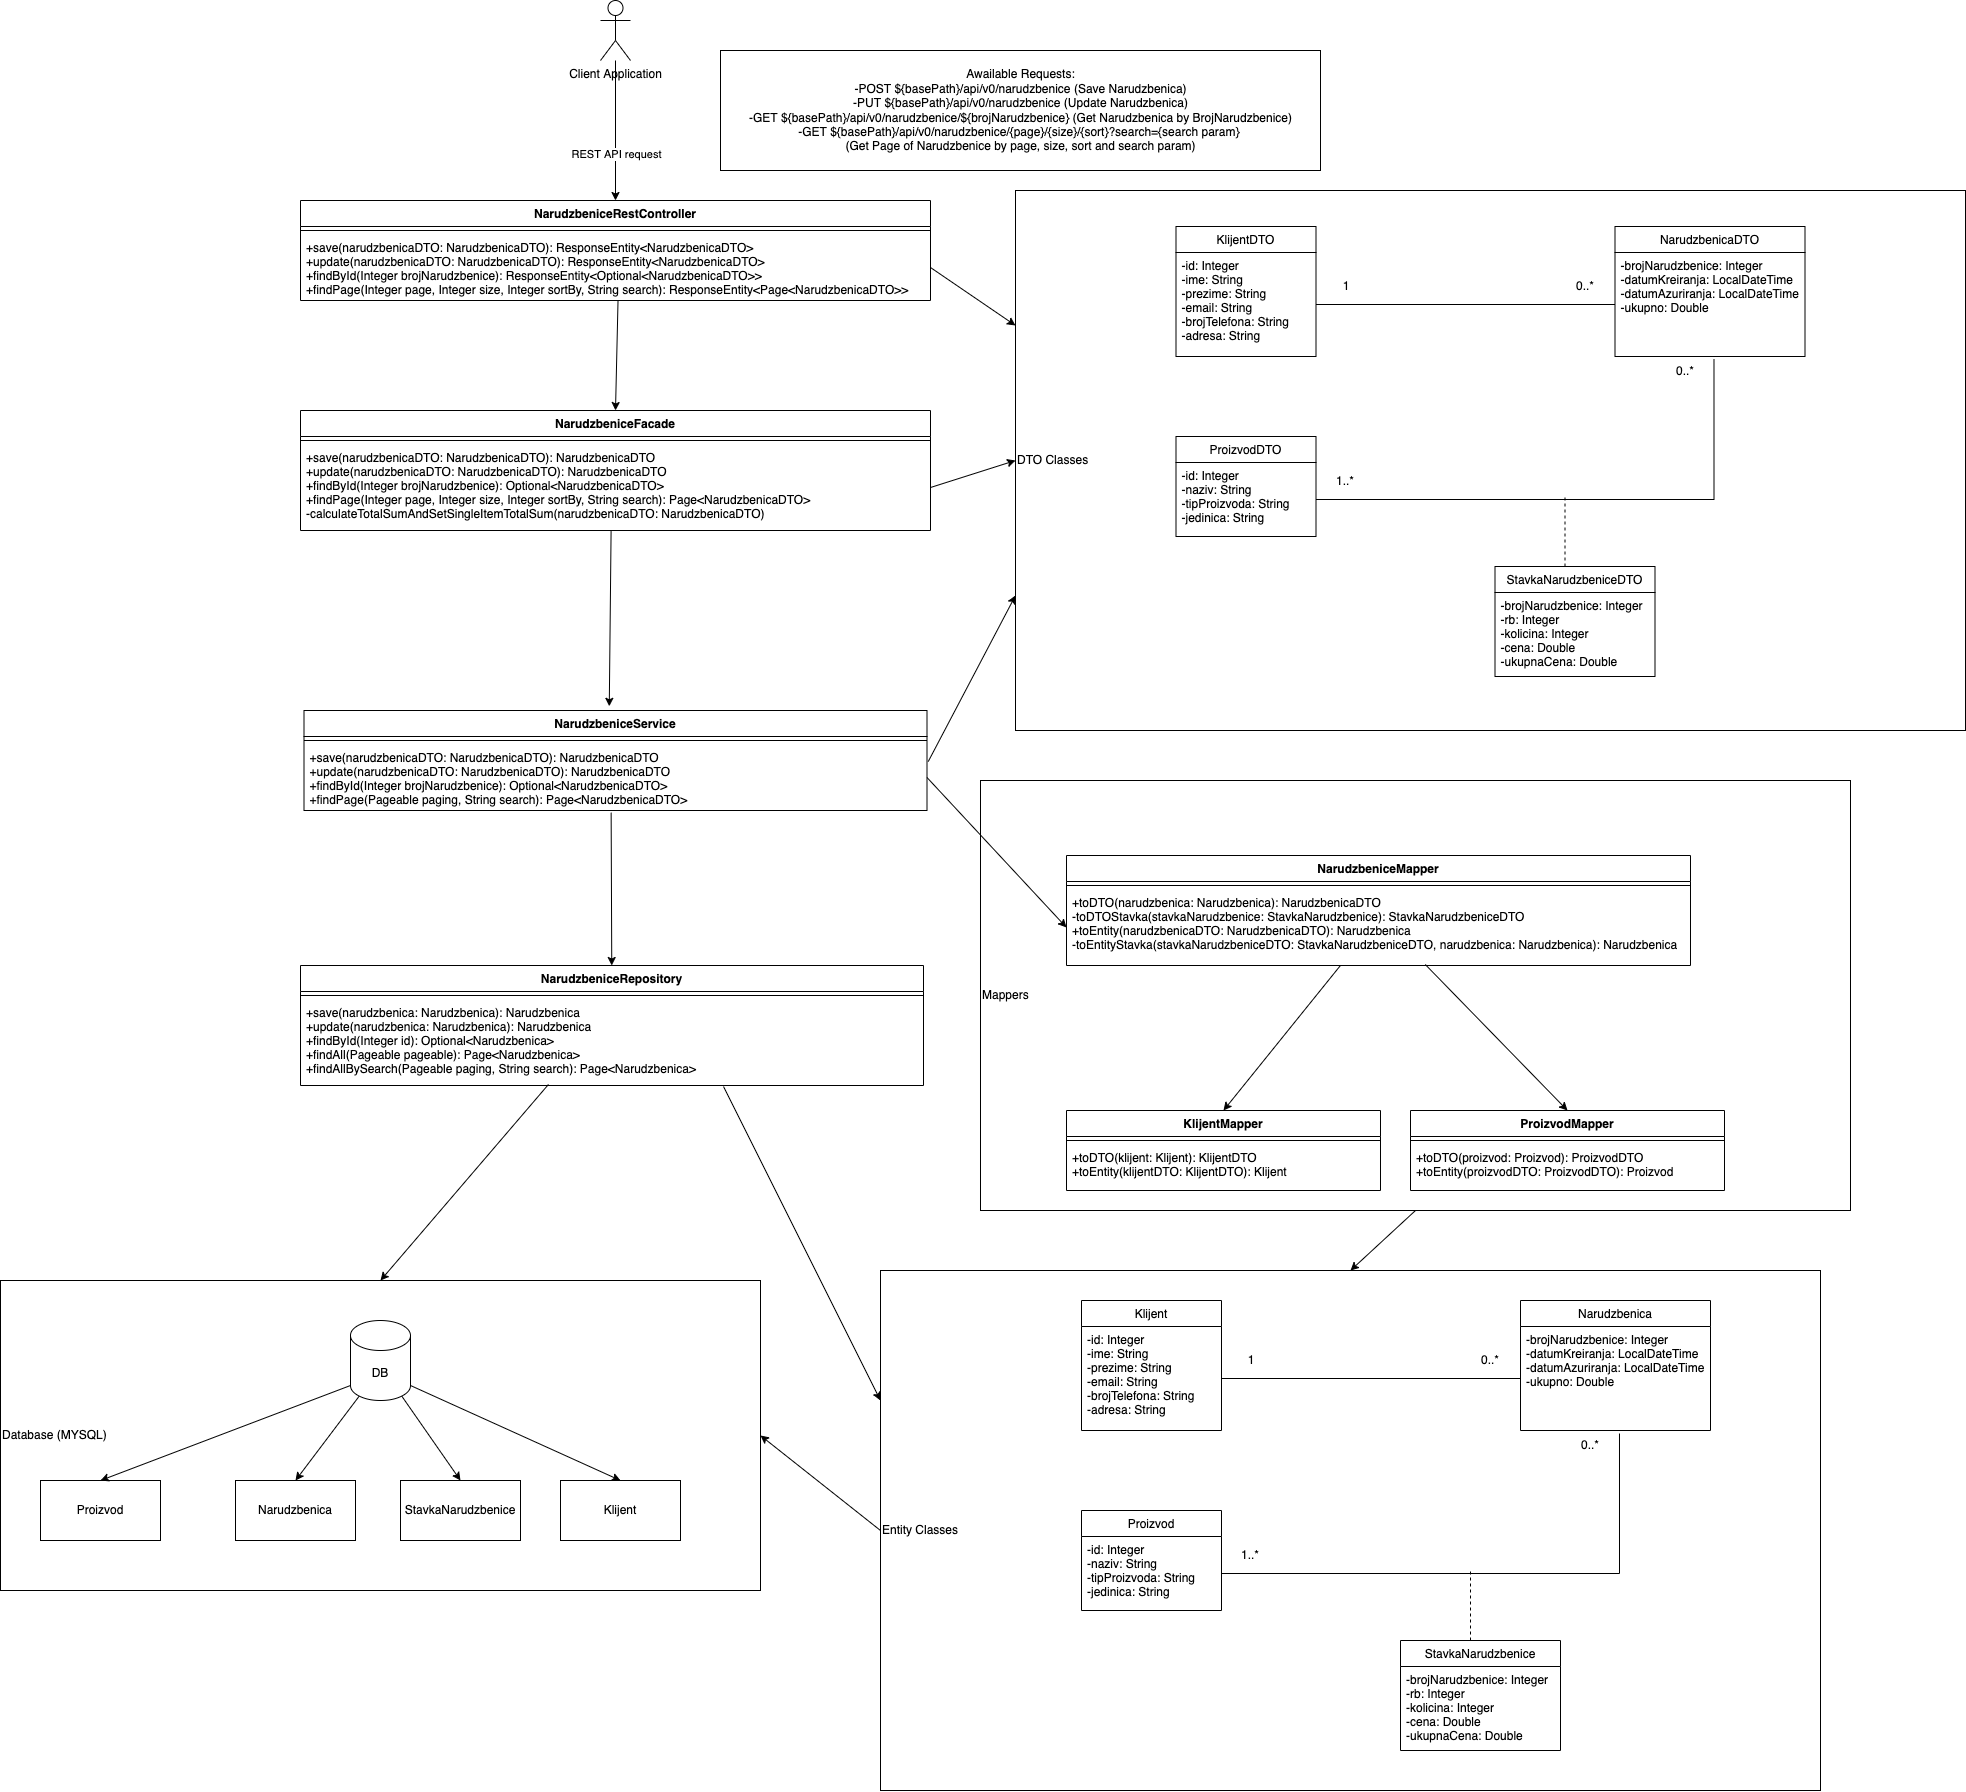 Client Application
REST API request
Awailable Requests:
-POST ${basePath}/api/v0/narudzbenice (Save Narudzbenica)
-PUT ${basePath}/api/v0/narudzbenice (Update Narudzbenica)
-GET ${basePath}/api/v0/narudzbenice/${brojNarudzbenice} (Get Narudzbenica by BrojNarudzbenice)
-GET ${basePath}/api/v0/narudzbenice/{page}/{size}/{sort}?search={search param}
(Get Page of Narudzbenice by page, size, sort and search param)
NarudzbeniceRestController
+save(narudzbenicaDTO: NarudzbenicaDTO): ResponseEntity<NarudzbenicaDTO>
+update(narudzbenicaDTO: NarudzbenicaDTO): ResponseEntity<NarudzbenicaDTO>
+findById(Integer brojNarudzbenice): ResponseEntity<Optional<NarudzbenicaDTO>>
+findPage(Integer page, Integer size, Integer sortBy, String search): ResponseEntity<Page<NarudzbenicaDTO>>
NarudzbeniceFacade
+save(narudzbenicaDTO: NarudzbenicaDTO): NarudzbenicaDTO
+update(narudzbenicaDTO: NarudzbenicaDTO): NarudzbenicaDTO
+findById(Integer brojNarudzbenice): Optional<NarudzbenicaDTO>
+findPage(Integer page, Integer size, Integer sortBy, String search): Page<NarudzbenicaDTO>
-calculateTotalSumAndSetSingleItemTotalSum(narudzbenicaDTO: NarudzbenicaDTO)
DTO Classes
KlijentDTO
-id: Integer
-ime: String
-prezime: String
-email: String
-brojTelefona: String
-adresa: String
1
0..*
NarudzbenicaDTO
-brojNarudzbenice: Integer
-datumKreiranja: LocalDateTime
-datumAzuriranja: LocalDateTime
-ukupno: Double
0..*
ProizvodDTO
-id: Integer
-naziv: String
-tipProizvoda: String
-jedinica: String
1..*
StavkaNarudzbeniceDTO
-brojNarudzbenice: Integer
-rb: Integer
-kolicina: Integer
-cena: Double
-ukupnaCena: Double
NarudzbeniceService
+save(narudzbenicaDTO: NarudzbenicaDTO): NarudzbenicaDTO
+update(narudzbenicaDTO: NarudzbenicaDTO): NarudzbenicaDTO
+findById(Integer brojNarudzbenice): Optional<NarudzbenicaDTO>
+findPage(Pageable paging, String search): Page<NarudzbenicaDTO>
NarudzbeniceMapper
+toDTO(narudzbenica: Narudzbenica): NarudzbenicaDTO
-toDTOStavka(stavkaNarudzbenice: StavkaNarudzbenice): StavkaNarudzbeniceDTO
+toEntity(narudzbenicaDTO: NarudzbenicaDTO): Narudzbenica
-toEntityStavka(stavkaNarudzbeniceDTO: StavkaNarudzbeniceDTO, narudzbenica: Narudzbenica): Narudzbenica
Mappers
KlijentMapper
+toDTO(klijent: Klijent): KlijentDTO
+toEntity(klijentDTO: KlijentDTO): Klijent
ProizvodMapper
+toDTO(proizvod: Proizvod): ProizvodDTO
+toEntity(proizvodDTO: ProizvodDTO): Proizvod
NarudzbeniceRepository
+save(narudzbenica: Narudzbenica): Narudzbenica
+update(narudzbenica: Narudzbenica): Narudzbenica
+findById(Integer id): Optional<Narudzbenica>
+findAll(Pageable pageable): Page<Narudzbenica>
+findAllBySearch(Pageable paging, String search): Page<Narudzbenica>
DB
Database (MYSQL)
Proizvod
Narudzbenica
StavkaNarudzbenice
Klijent
Entity Classes
Klijent
-id: Integer
-ime: String
-prezime: String
-email: String
-brojTelefona: String
-adresa: String
1
0..*
Narudzbenica
-brojNarudzbenice: Integer
-datumKreiranja: LocalDateTime
-datumAzuriranja: LocalDateTime
-ukupno: Double
0..*
Proizvod
-id: Integer
-naziv: String
-tipProizvoda: String
-jedinica: String
1..*
StavkaNarudzbenice
-brojNarudzbenice: Integer
-rb: Integer
-kolicina: Integer
-cena: Double
-ukupnaCena: Double